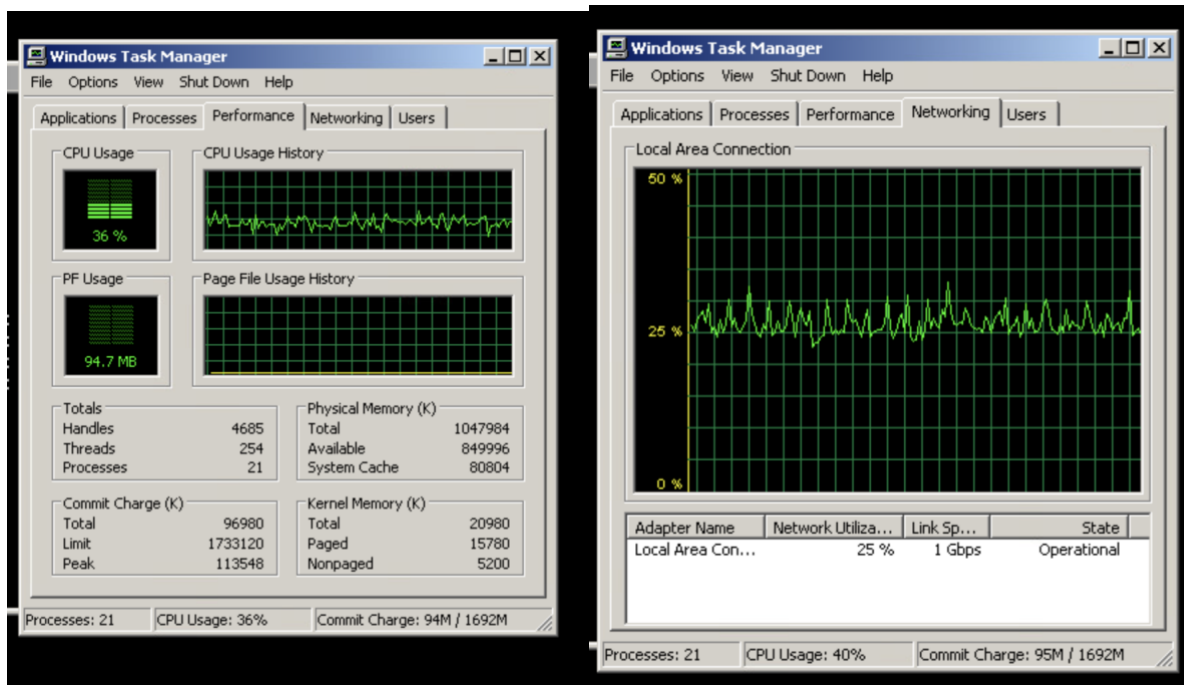 Windows Task Manager
File Options View Shut Down Help
Applications Processes Performance Networking Users
CPU Usage CPU Usage History
36 %
PF Usage Page File Usage History
94.7 MB
Totals
Handles 4685
Threads 254
Processes 21
Physical Memory (K)
Total 1047984
Available 849996
System Cache 80804
Commit Charge (K)
Total 96980
Limit 1733120
Peak 113548
Kernel Memory (K)
Total 20980
Paged 15780
Nonpaged 5200
Processes: 21 CPU Usage: 36% Commit Charge: 94M / 1692M
Windows Task Manager
File Options View Shut Down Help
Applications Processes Performance Networking Users
Local Area Connection
50 %
25 %
0 %
Adapter Name Network Utiliza... Link Sp... State
Local Area Con... 25 % 1 Gbps Operational
Processes: 21 CPU Usage: 40% Commit Charge: 95M / 1692M